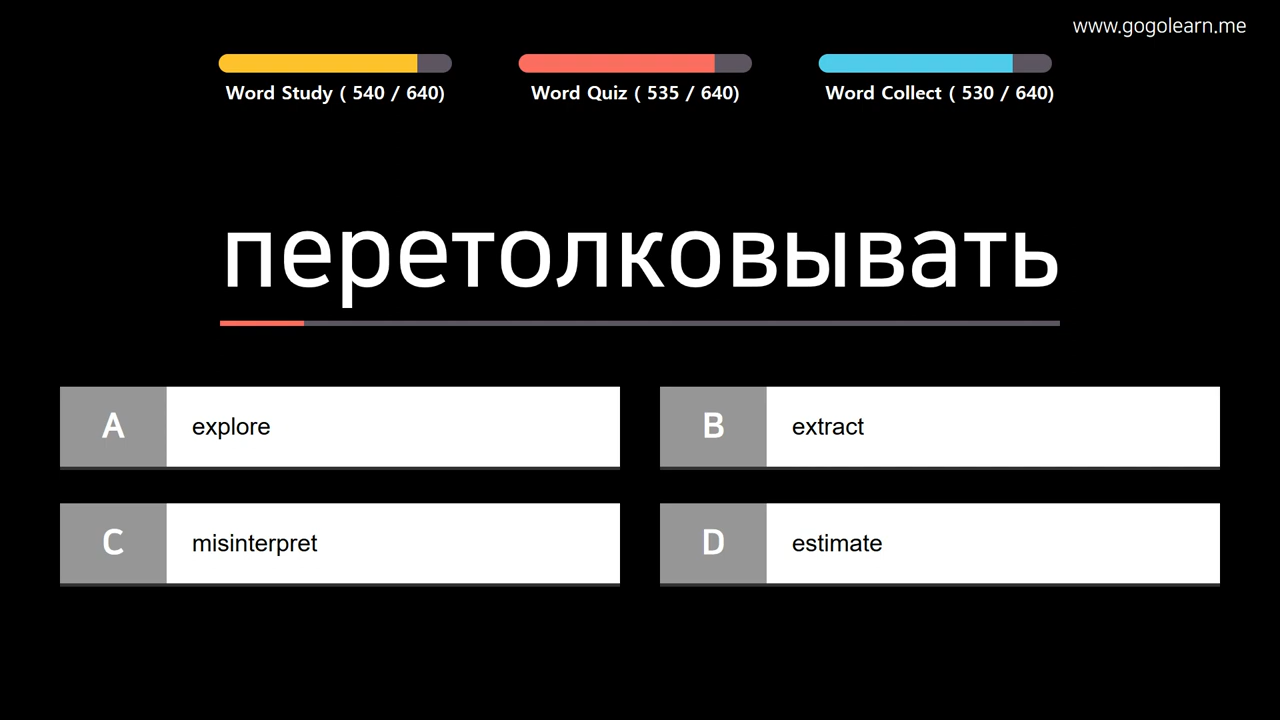 www.gogolearn.me
Word Study ( 540 / 640)
Word Quiz ( 535 / 640)
Word Collect ( 530 / 640)
перетолковывать
A explore
B extract
C misinterpret
D estimate